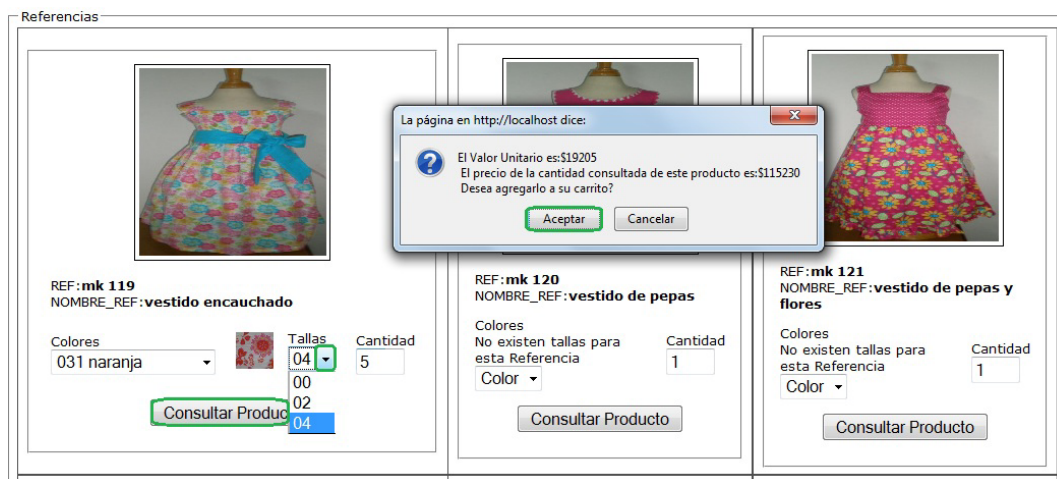 Referencias
La página en http://localhost dice:
El Valor Unitario es:$19205
El precio de la cantidad consultada de este producto es:$115230
Desea agregarlo a su carrito?
Aceptar
Cancelar
REF:mk 119
NOMBRE_REF:vestido encauchado
Colores
031 naranja
Tallas
04
00
02
04
Cantidad
5
Consultar Produc
REF:mk 120
NOMBRE_REF:vestido de pepas
Colores
No existen tallas para
esta Referencia
Color
Cantidad
1
Consultar Producto
REF:mk 121
NOMBRE_REF:vestido de pepas y
flores
Colores
No existen tallas para
esta Referencia
Color
Cantidad
1
Consultar Producto